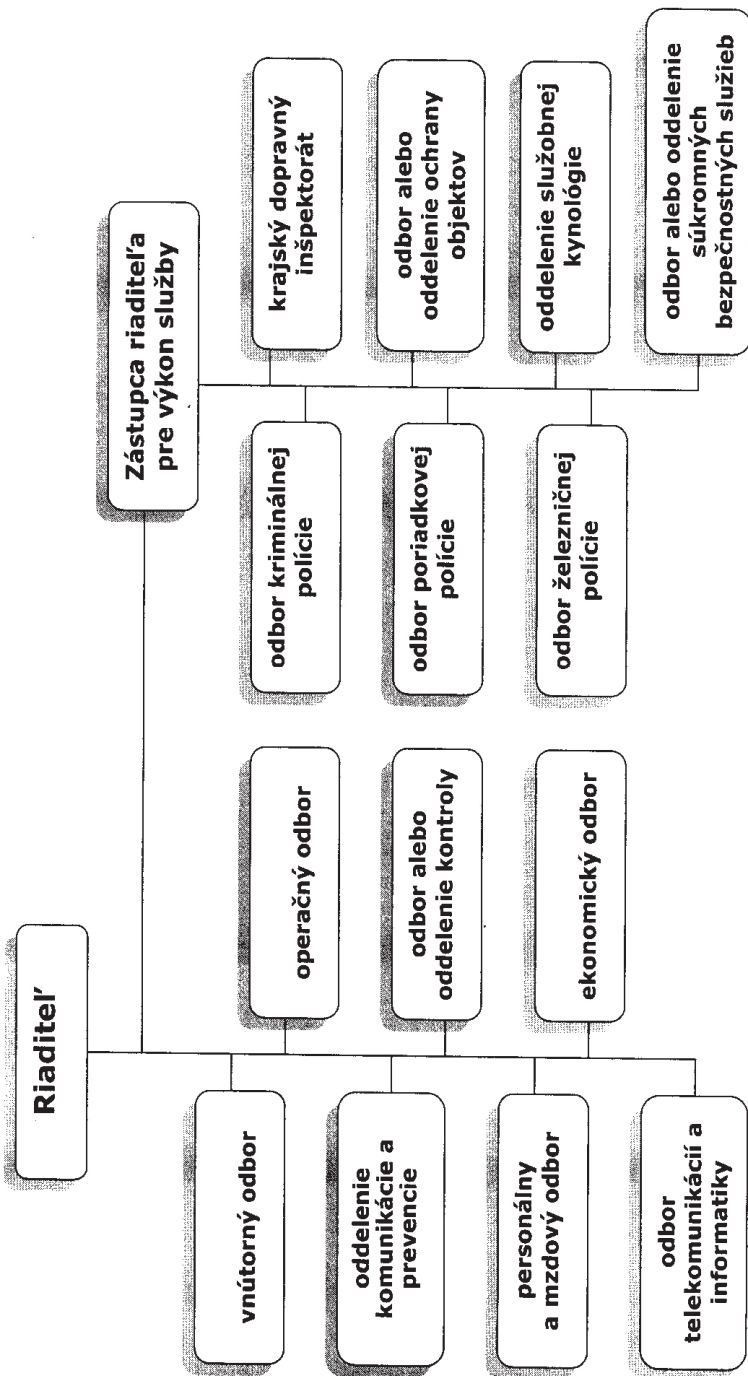 Riaditeľ
Zástupca riaditeľa
pre výkon služby
vnútorný odbor
operačný odbor
oddelenie
komunikácie a
prevencie
odbor alebo
oddelenie kontroly
personálny
a mzdový odbor
ekonomický odbor
odbor
telekomunikácií a
informatiky
odbor kriminálnej
polície
krajský dopravný
inšpektorát
odbor poriadkovej
polície
odbor alebo
oddelenie ochrany
objektov
odbor železničnej
polície
oddelenie služobnej
kynológie
odbor alebo oddelenie
súkromných
bezpečnostných služieb